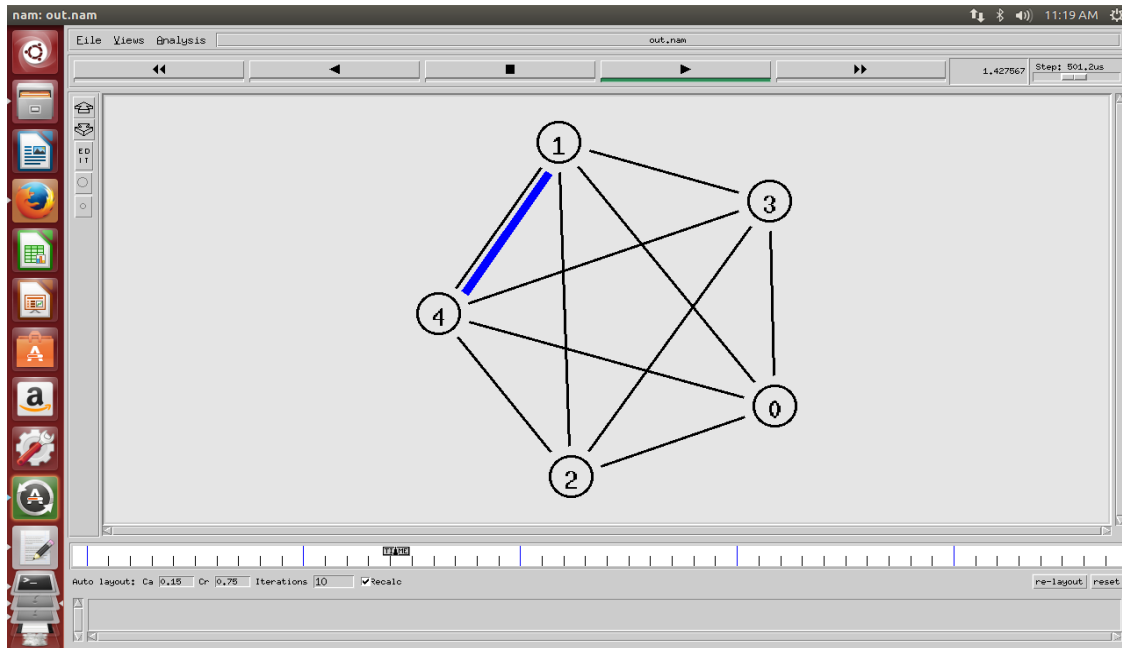 nam: out.nam
11:19 AM
File Views Analysis
out.nam
1.427567
Step: 501.2us
ED
IT
1
3
4
0
2
Auto layout: Ca 0.15 Cr 0.75 Iterations 10 Recalc
re-layout reset